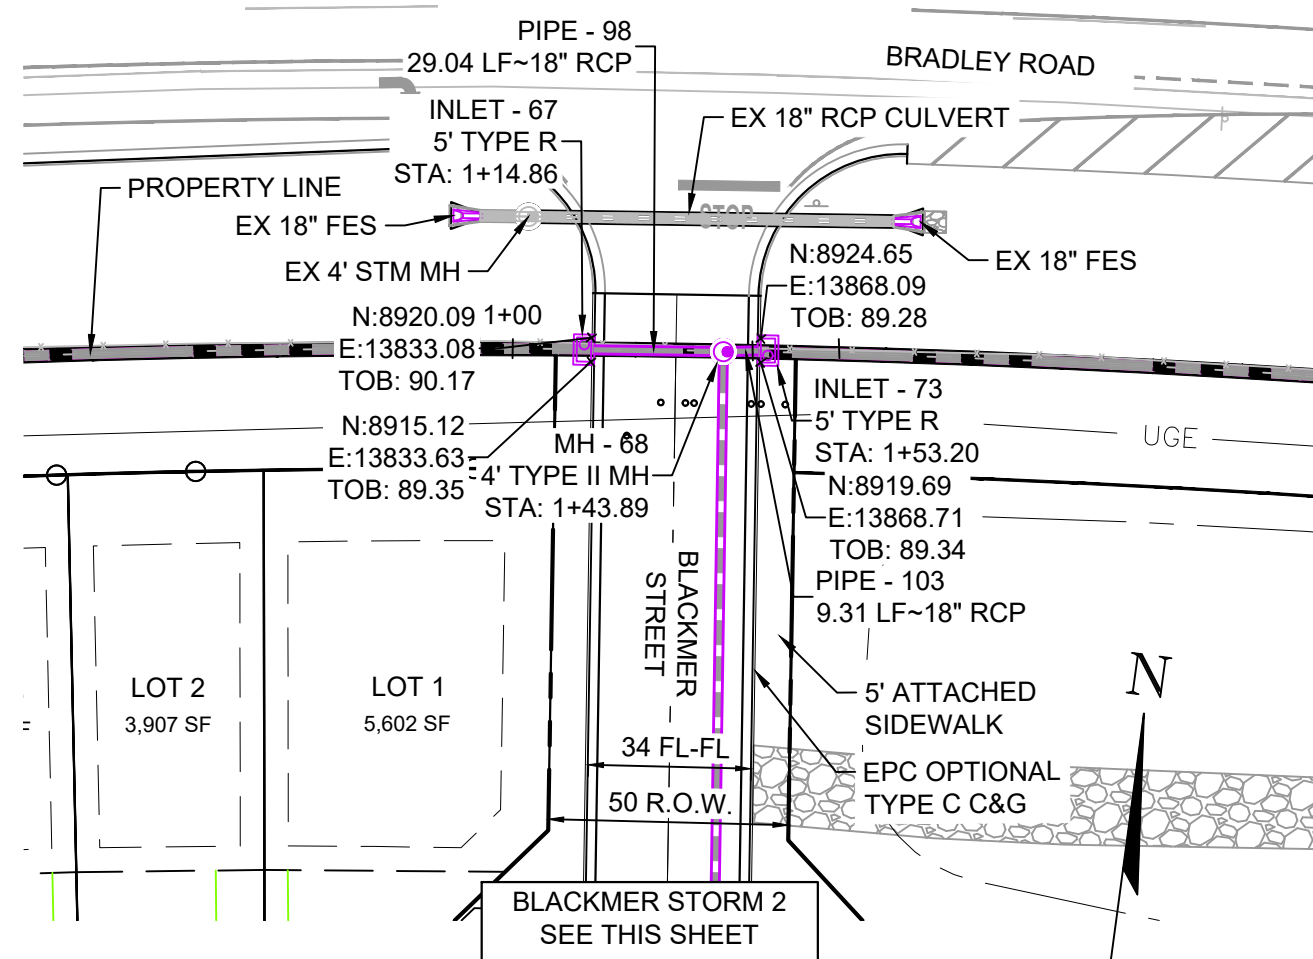 PIPE - 98
29.04 LF~18" RCP
BRADLEY ROAD
INLET - 67
5' TYPE R
STA: 1+14.86
EX 18" RCP CULVERT
PROPERTY LINE
EX 18" FES
STOP
EX 4' STM MH
EX 18" FES
N:8924.65
E:13868.09
TOB: 89.28
N:8920.09
E:13833.08
TOB: 90.17
1+00
N:8915.12
E:13833.63
TOB: 89.35
MH - 68
4' TYPE II MH
STA: 1+43.89
INLET - 73
5' TYPE R
STA: 1+53.20
UGE
N:8919.69
E:13868.71
TOB: 89.34
PIPE - 103
9.31 LF~18" RCP
BLACKMER
STREET
LOT 2
3,907 SF
LOT 1
5,602 SF
N
5' ATTACHED
SIDEWALK
34 FL-FL
EPC OPTIONAL
TYPE C C&G
50 R.O.W.
BLACKMER STORM 2
SEE THIS SHEET